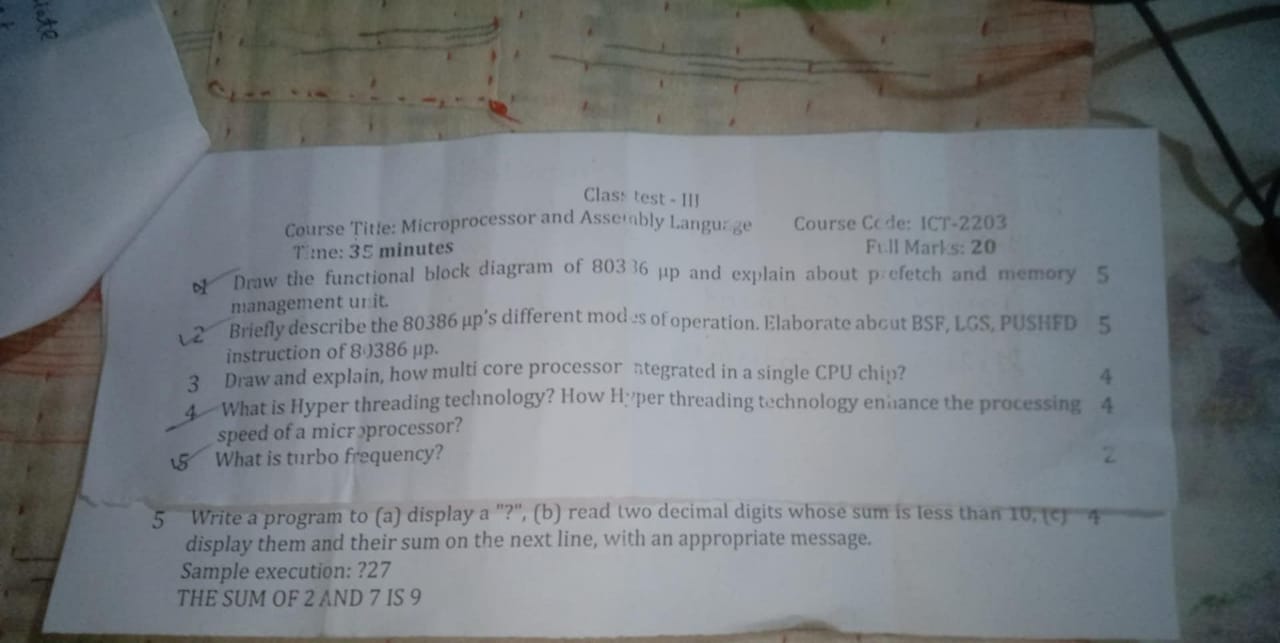 Class test - III
Course Title: Microprocessor and Assembly Language Course Code: ICT-2203
Time: 35 minutes Full Marks: 20
Draw the functional block diagram of 80386 µp and explain about prefetch and memory 5
management unit.
2 Briefly describe the 80386 µp's different modes of operation. Elaborate about BSF, LGS, PUSHFD 5
instruction of 80386 µp.
3 Draw and explain, how multi core processor integrated in a single CPU chip? 4
4 What is Hyper threading technology? How Hyper threading technology enhance the processing 4
speed of a microprocessor?
5 What is turbo frequency? 2
5 Write a program to (a) display a "?", (b) read two decimal digits whose sum is less than 10, (c) 4
display them and their sum on the next line, with an appropriate message.
Sample execution: ?27
THE SUM OF 2 AND 7 IS 9